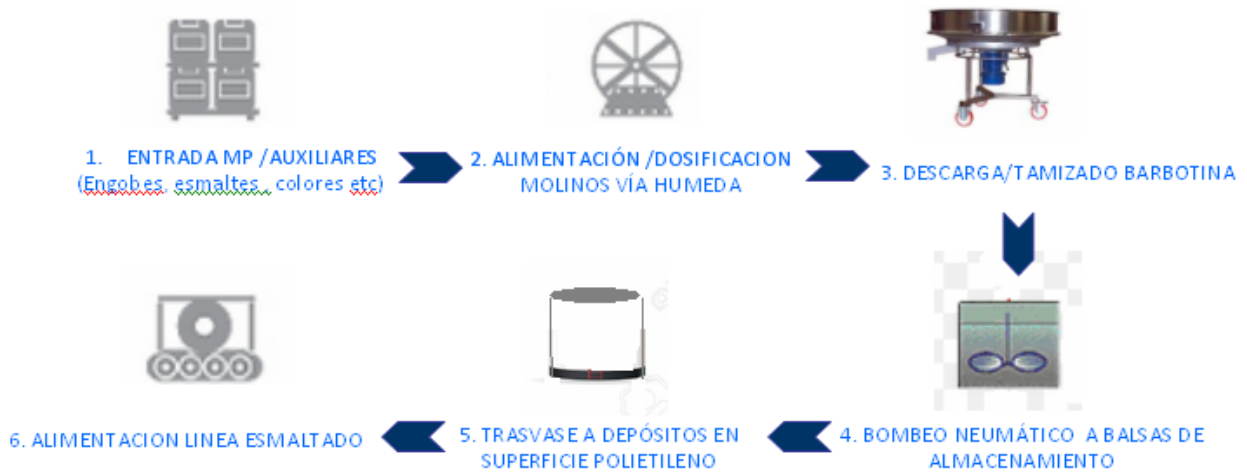 1. ENTRADA MP /AUXILIARES
(Engobes, esmaltes, colores etc)
2. ALIMENTACIÓN /DOSIFICACION
MOLINOS VÍA HUMEDA
3. DESCARGA/TAMIZADO BARBOTINA
4. BOMBEO NEUMÁTICO A BALSAS DE
ALMACENAMIENTO
5. TRASVASE A DEPÓSITOS EN
SUPERFICIE POLIETILENO
6. ALIMENTACION LINEA ESMALTADO